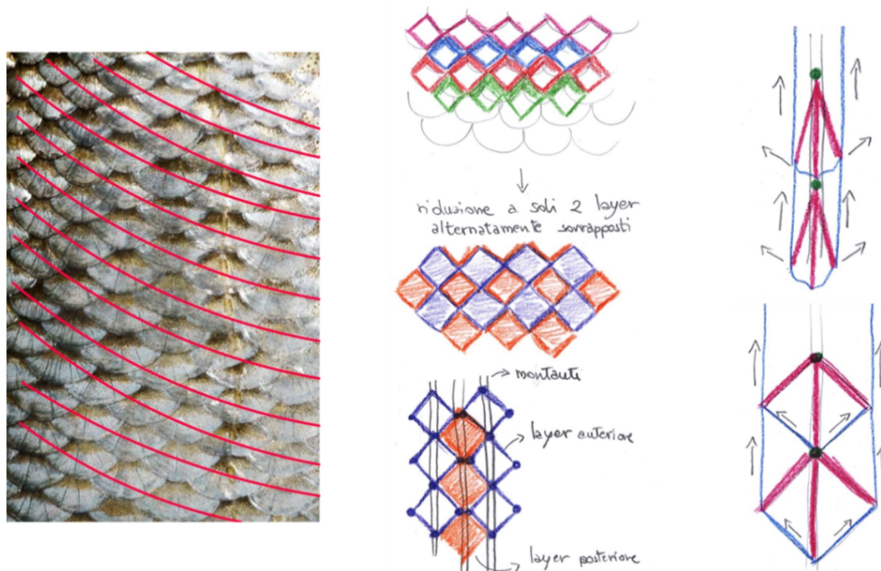 riduzione a soli 2 layer
alternatamente sovrapposti
montanti
layer anteriore
layer posteriore